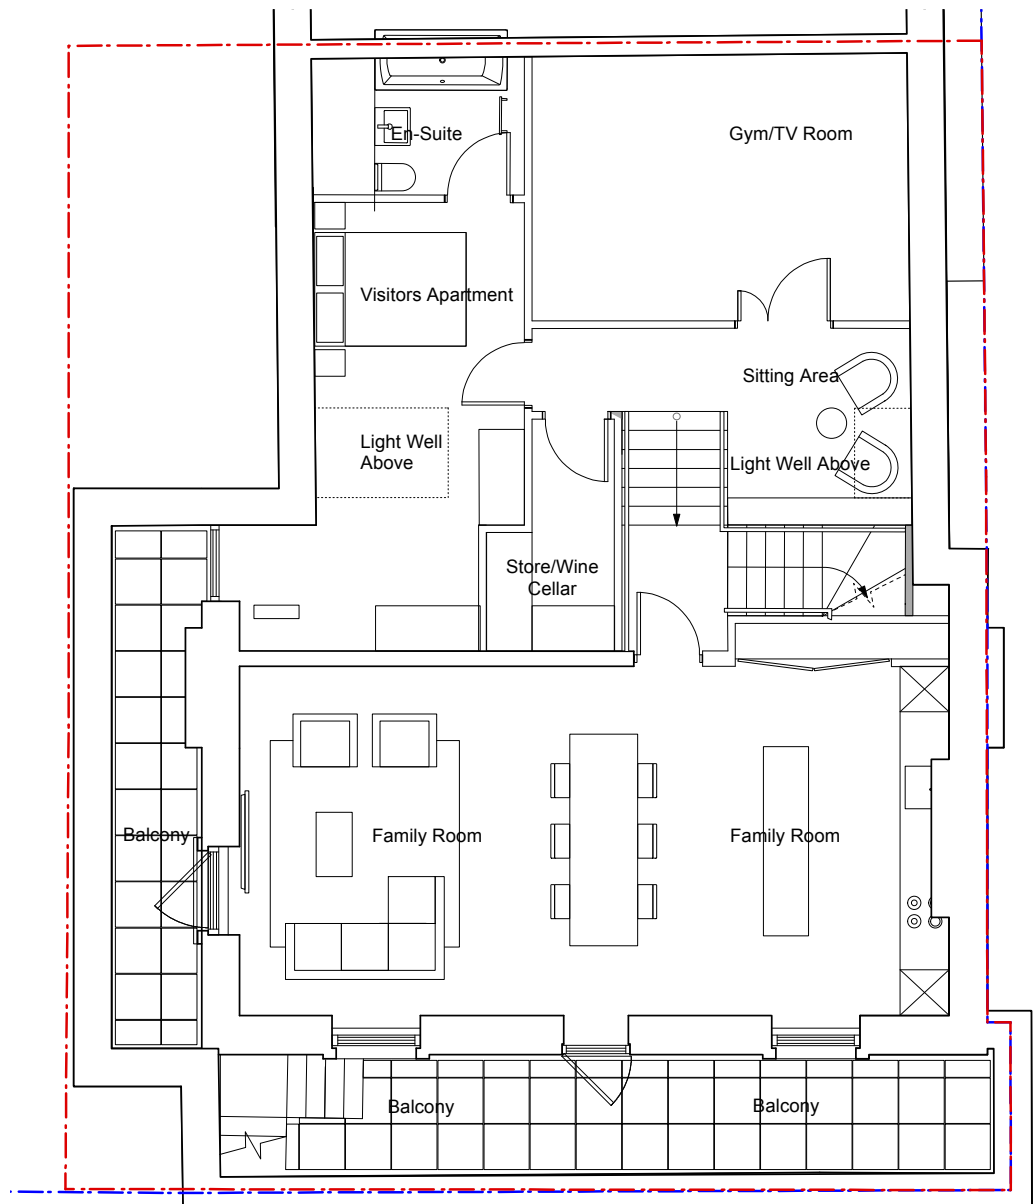 En-Suite
Gym/TV Room
Visitors Apartment
Sitting Area
Light Well
Above
Light Well Above
Store/Wine
Cellar
Balcony
Family Room
Family Room
Balcony
Balcony